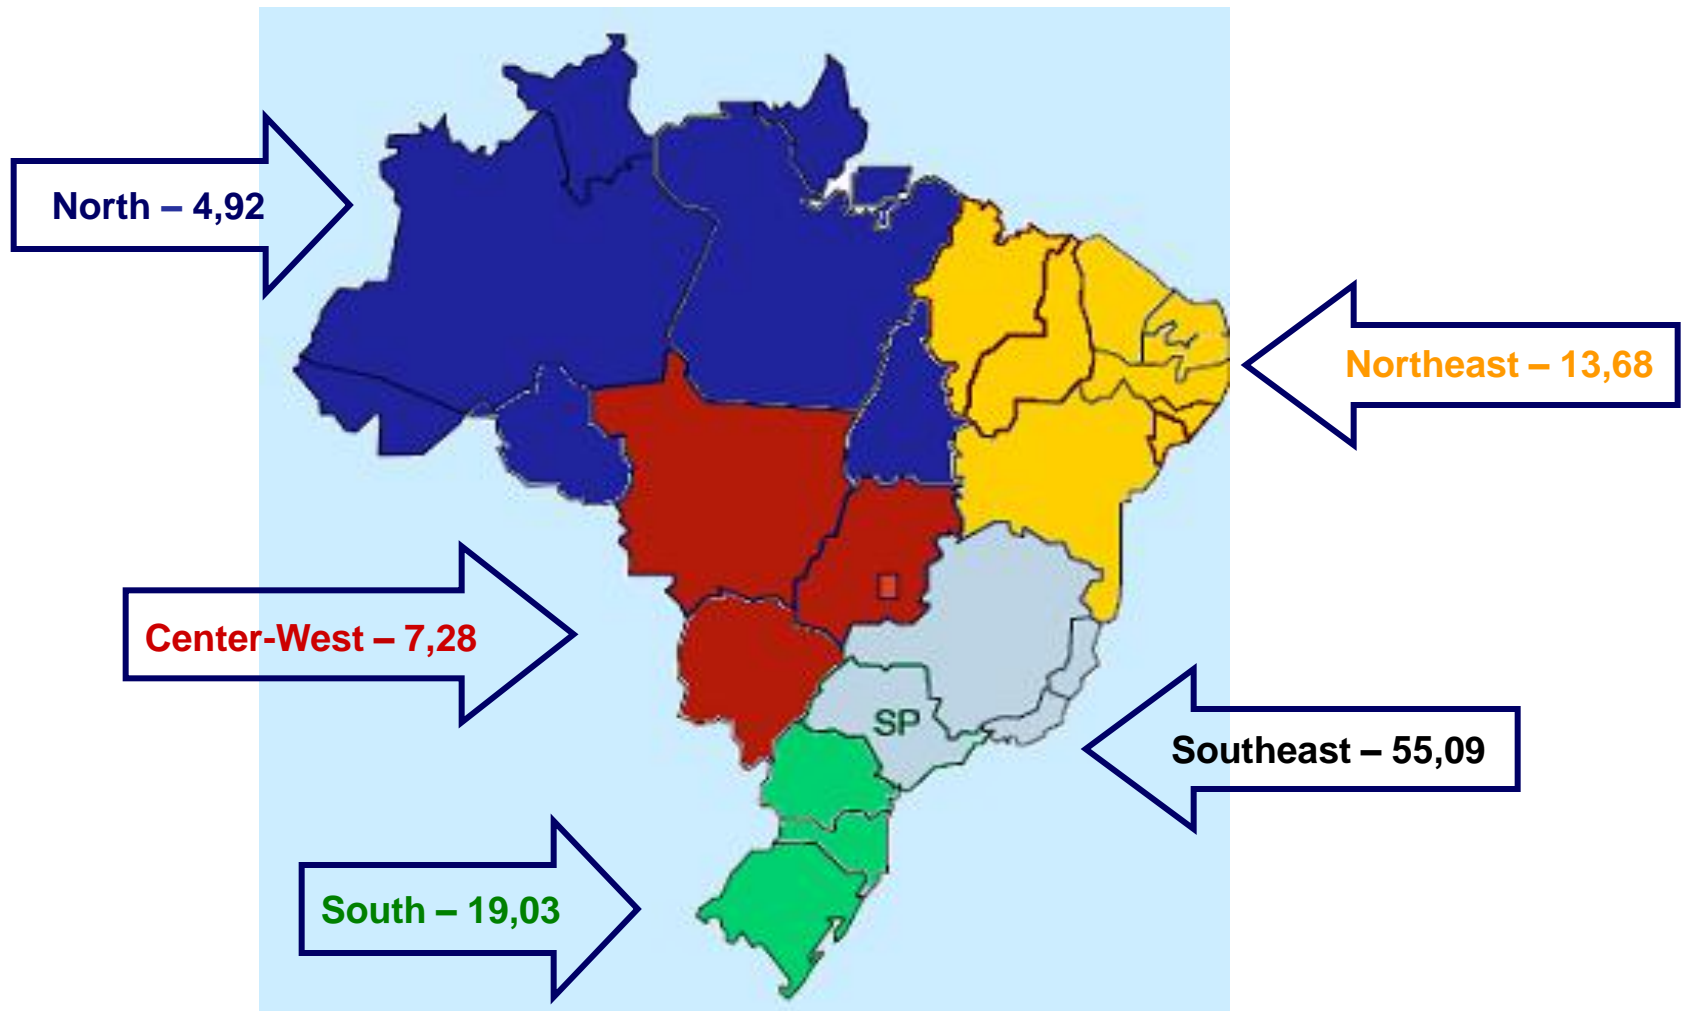 North – 4,92
Northeast – 13,68
Center-West – 7,28
SP
Southeast – 55,09
South – 19,03